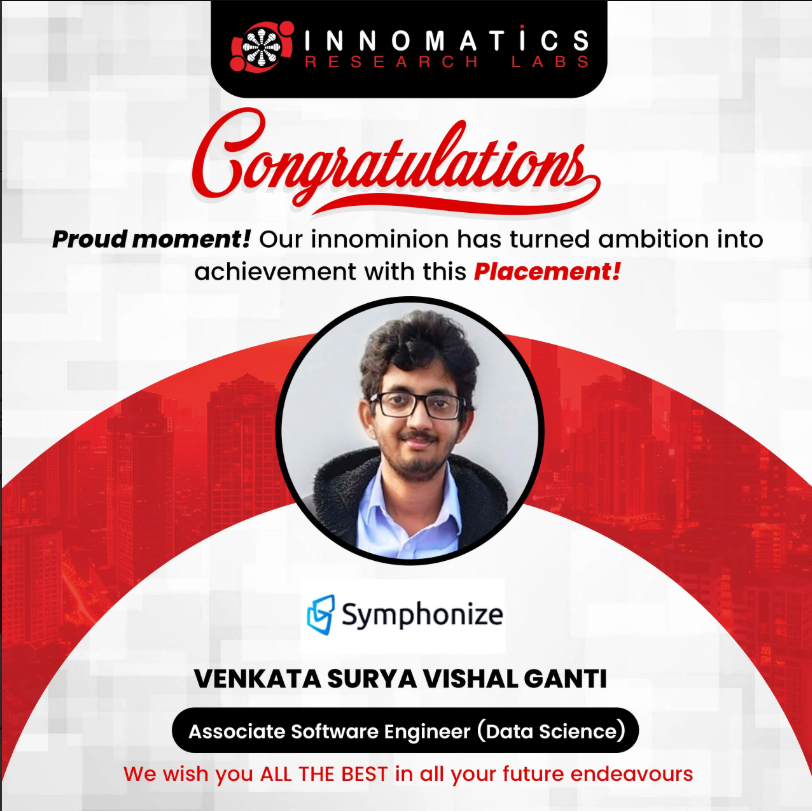 INNOMATiCS
RESEARCH LABS
Congratulations
Proud moment! Our innominion has turned ambition into
achievement with this Placement!
Symphonize
VENKATA SURYA VISHAL GANTI
Associate Software Engineer (Data Science)
We wish you ALL THE BEST in all your future endeavours